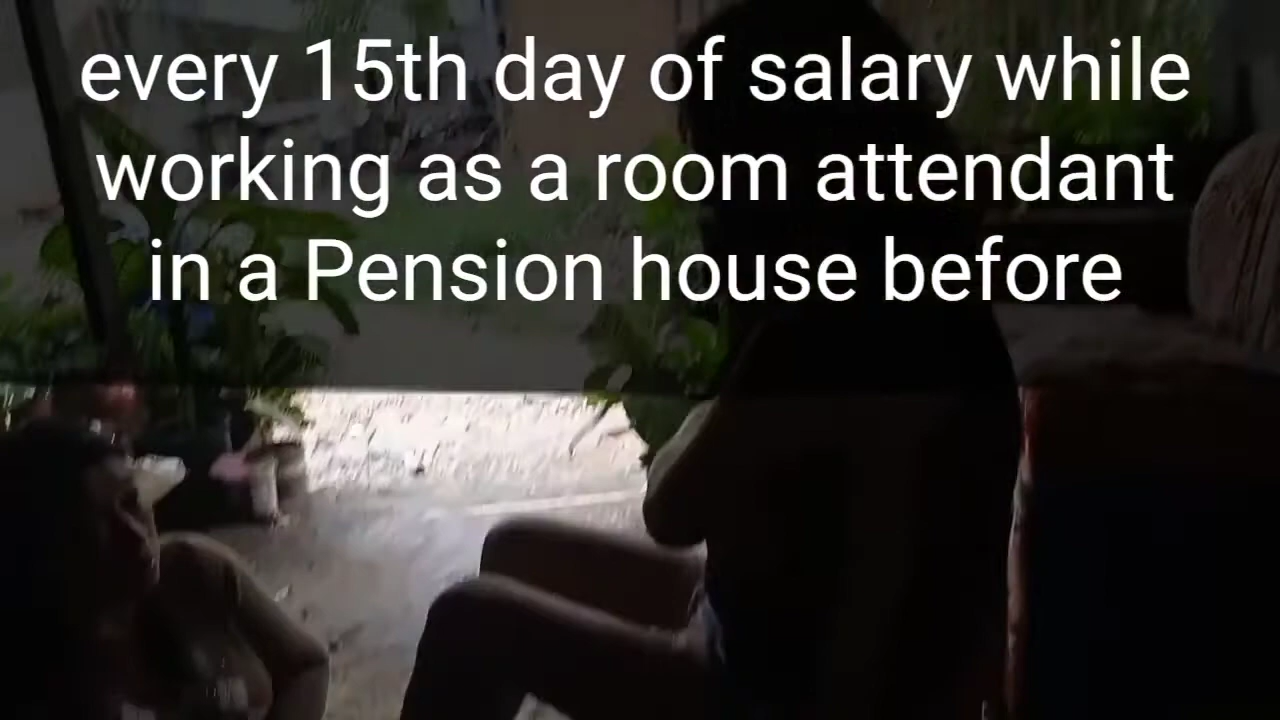 every 15th day of salary while
working as a room attendant
in a Pension house before